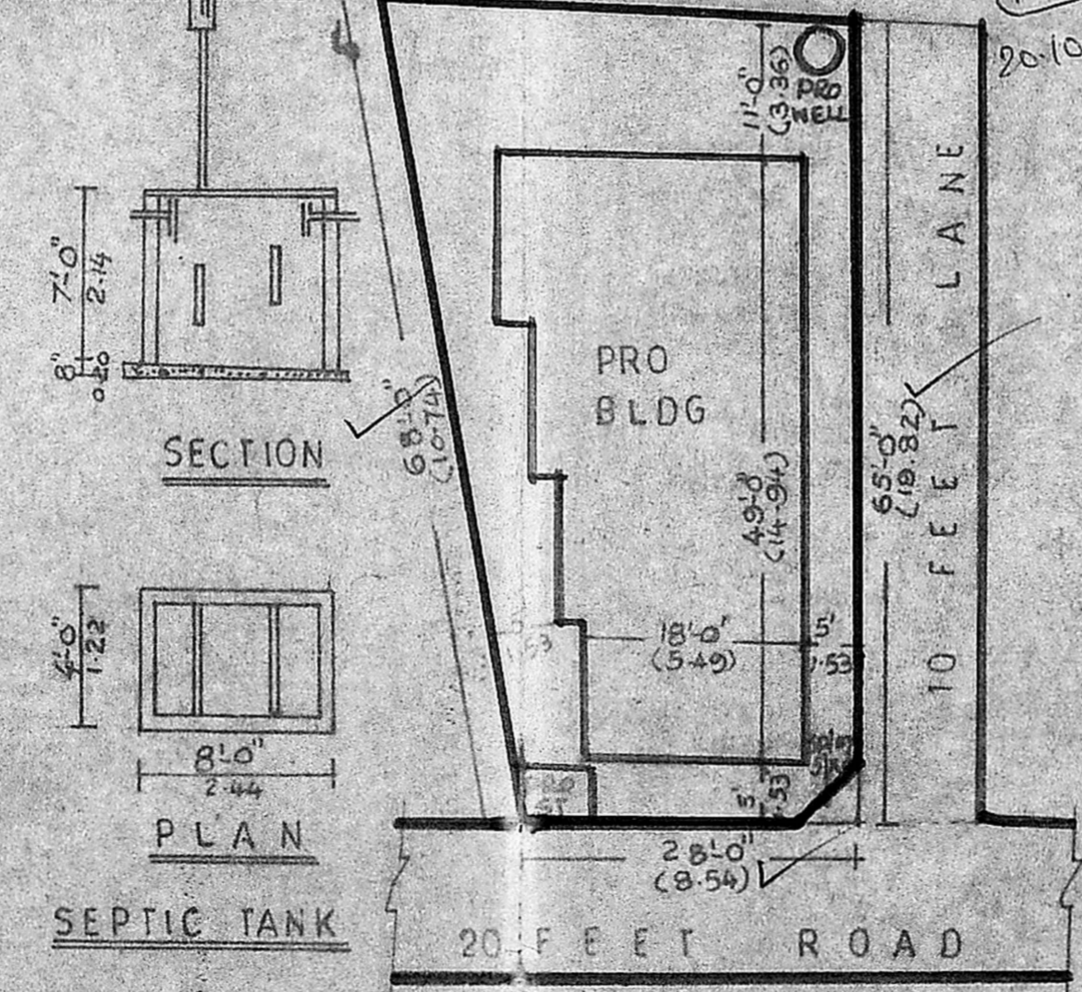 20.10
11'-0"
(3.36)
PRO
WELL
7'-0"
2.14
8"
SECTION
4'-0"
1.22
8'-0"
2.44
PLAN
SEPTIC TANK
68'-0"
(10.74)
PRO
BLDG
49'-0"
(14.94)
18'-0"
(5.49)
5'
1.53
5'
1.53
1.53
65'-0"
(19.82)
10 FEET LANE
28'-0"
(8.54)
20 FEET ROAD